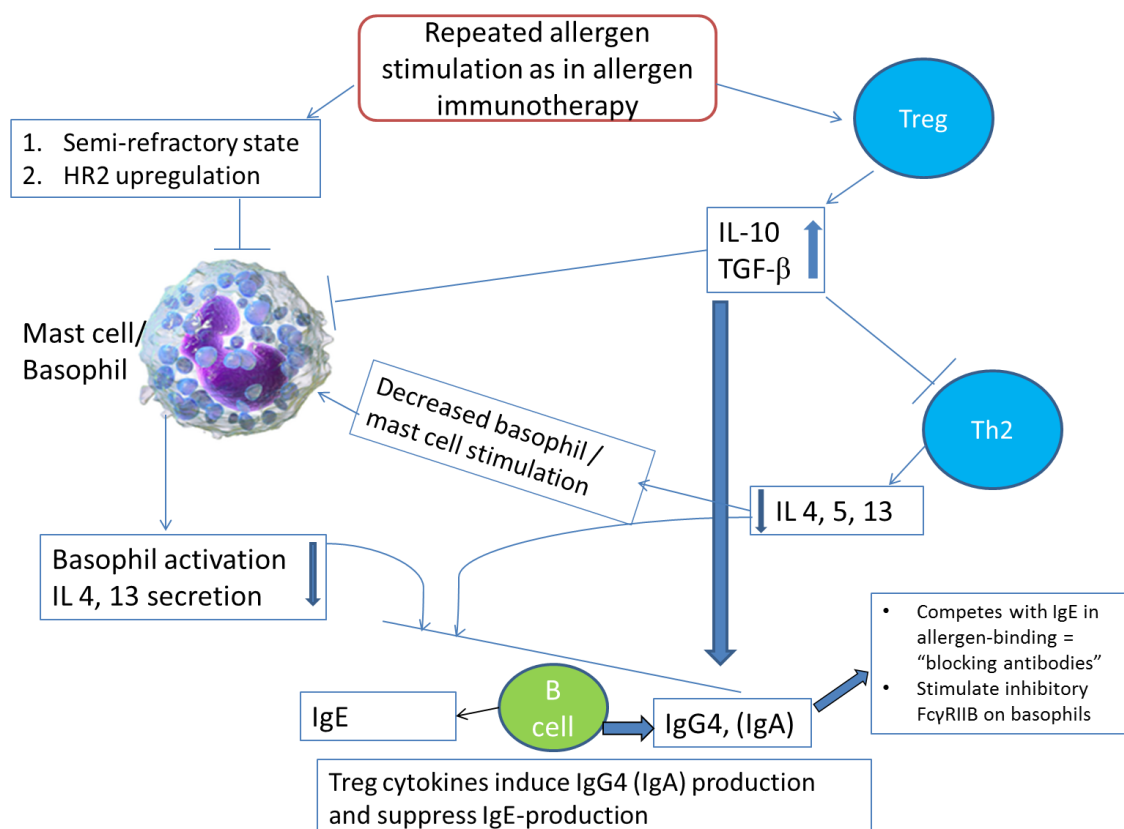 Repeated allergen
stimulation as in allergen
immunotherapy
Treg
1. Semi-refractory state
2. HR2 upregulation
IL-10
TGF-β
Mast cell/
Basophil
Decreased basophil /
mast cell stimulation
Th2
IL 4, 5, 13
Basophil activation
IL 4, 13 secretion
• Competes with IgE in
allergen-binding =
“blocking antibodies”
• Stimulate inhibitory
FcγRIIB on basophils
B
cell
IgE
IgG4, (IgA)
Treg cytokines induce IgG4 (IgA) production
and suppress IgE-production